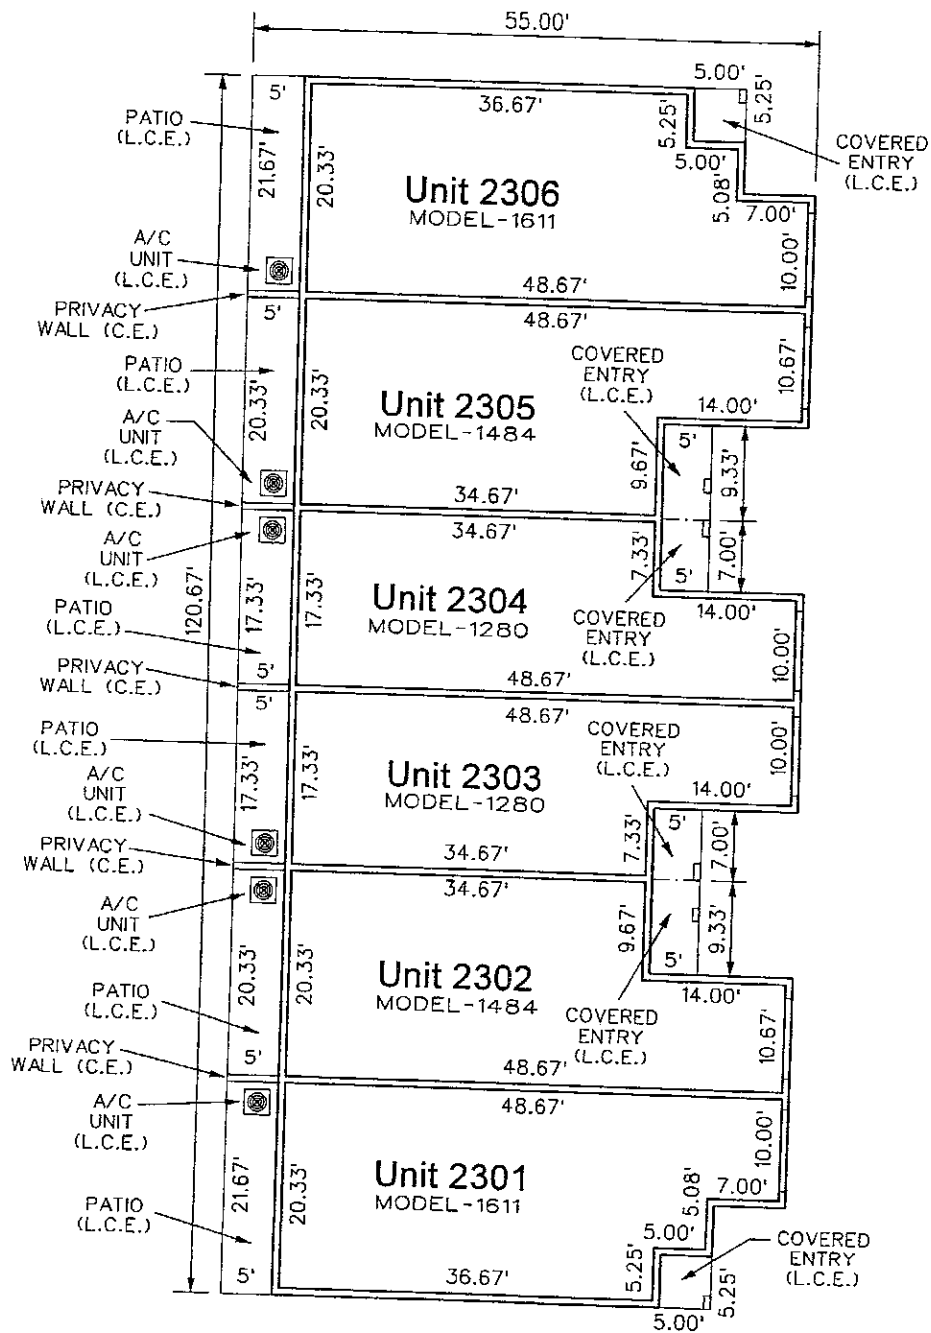 55.00'
5'
36.67'
5.00'
5.25'
5.25'
PATIO
(L.C.E.)
21.67'
20.33'
5.00'
COVERED
ENTRY
(L.C.E.)
Unit 2306
MODEL-1611
5.08'
7.00'
A/C
UNIT
(L.C.E.)
10.00'
48.67'
PRIVACY
WALL (C.E.)
5'
48.67'
PATIO
(L.C.E.)
20.33'
20.33'
COVERED
ENTRY
(L.C.E.)
10.67'
Unit 2305
MODEL-1484
14.00'
A/C
UNIT
(L.C.E.)
5'
9.67'
9.33'
PRIVACY
WALL (C.E.)
34.67'
34.67'
A/C
UNIT
(L.C.E.)
7.33'
7.00'
120.67'
17.33'
17.33'
Unit 2304
MODEL-1280
5'
14.00'
PATIO
(L.C.E.)
COVERED
ENTRY
(L.C.E.)
10.00'
PRIVACY
WALL (C.E.)
5'
48.67'
5'
48.67'
PATIO
(L.C.E.)
17.33'
17.33'
COVERED
ENTRY
(L.C.E.)
10.00'
Unit 2303
MODEL-1280
14.00'
A/C
UNIT
(L.C.E.)
5'
7.33'
7.00'
PRIVACY
WALL (C.E.)
34.67'
34.67'
A/C
UNIT
(L.C.E.)
9.67'
9.33'
20.33'
20.33'
Unit 2302
MODEL-1484
5'
14.00'
PATIO
(L.C.E.)
COVERED
ENTRY
(L.C.E.)
10.67'
PRIVACY
WALL (C.E.)
5'
48.67'
48.67'
A/C
UNIT
(L.C.E.)
10.00'
21.67'
20.33'
Unit 2301
MODEL-1611
5.08'
7.00'
PATIO
(L.C.E.)
5.00'
COVERED
ENTRY
(L.C.E.)
5'
36.67'
5.25'
5.25'
5.00'